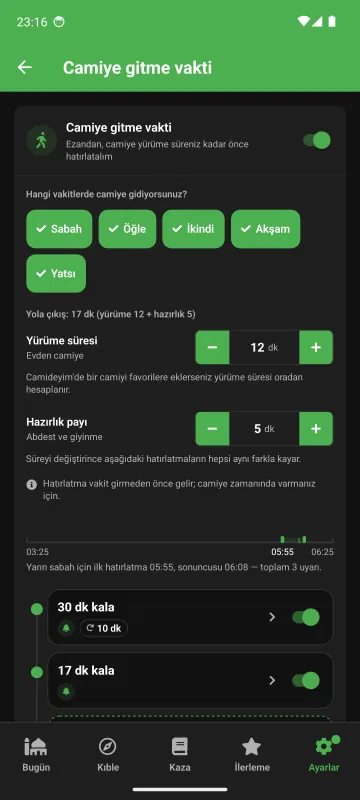 23:16
Camiye gitme vakti
Camiye gitme vakti
Ezandan, camiye yürüme süreniz kadar önce
hatırlatalım
Hangi vakitlerde camiye gidiyorsunuz?
Sabah
Öğle
İkindi
Akşam
Yatsı
Yola çıkış: 17 dk (yürüme 12 + hazırlık 5)
Yürüme süresi
Evden camiye
− 12 dk +
Camideyim'de bir camiyi favorilere eklerseniz yürüme süresi oradan
hesaplanır.
Hazırlık payı
Abdest ve giyinme
− 5 dk +
Süreyi değiştirince aşağıdaki hatırlatmaların hepsi aynı farkla kayar.
Hatırlatma vakit girmeden önce gelir; camiye zamanında varmanız
için.
03:25 05:55 06:25
Yarın sabah için ilk hatırlatma 05:55, sonuncusu 06:08 — toplam 3 uyarı.
30 dk kala
10 dk
17 dk kala
Bugün
Kıble
Kaza
İlerleme
Ayarlar